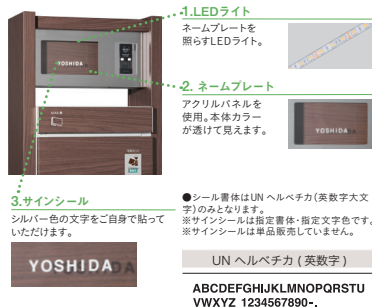 1.LEDライト
ネームプレートを
照らすLEDライト。
YOSHIDA
2. ネームプレート
アクリルパネルを
使用。本体カラー
が透けて見えます。
YOSHIDA
3.サインシール
シルバー色の文字をご自身で貼って
いただけます。
YOSHIDA
●シール書体はUN ヘルベチカ(英数字大文
字)のみとなります。
※サインシールは指定書体・指定文字色です。
※サインシールは単品販売していません。
UN ヘルベチカ ( 英数字 )
ABCDEFGHIJKLMNOPQRSTU
VWXYZ 1234567890-.